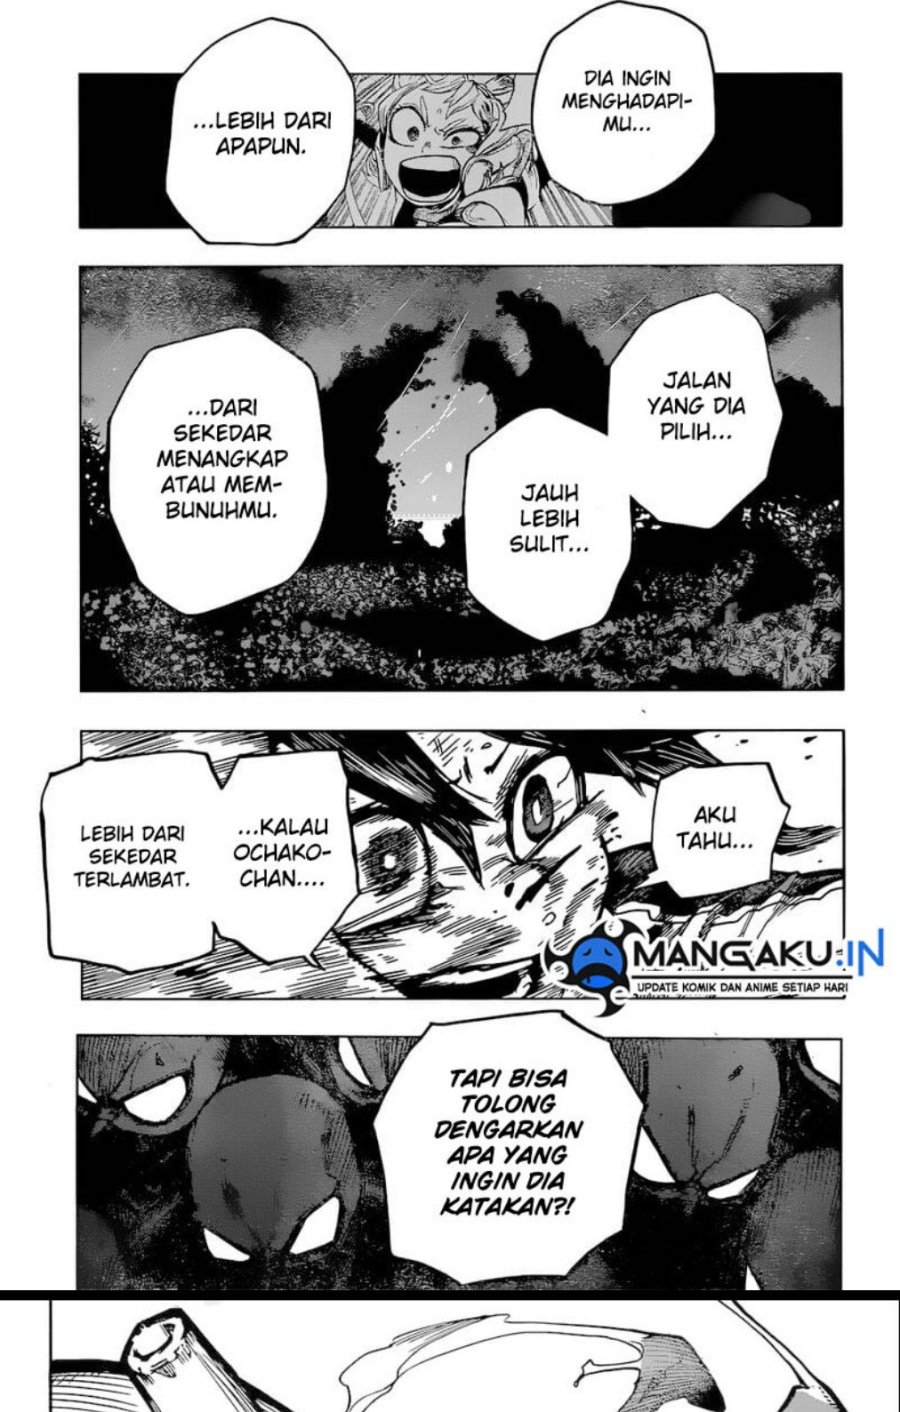 DIA INGIN
MENGHADAPI-
MU...
...LEBIH DARI
APAPUN.
JALAN
YANG DIA
PILIH...
JAUH
LEBIH
SULIT...
...DARI
SEKEDAR
MENANGKAP
ATAU MEM-
BUNUHMU.
AKU
TAHU...
...KALAU
OCHAKO-
CHAN....
LEBIH DARI
SEKEDAR
TERLAMBAT.
MANGAKU.IN
UPDATE KOMIK DAN ANIME SETIAP HARI
TAPI BISA
TOLONG
DENGARKAN
APA YANG
INGIN DIA
KATAKAN?!